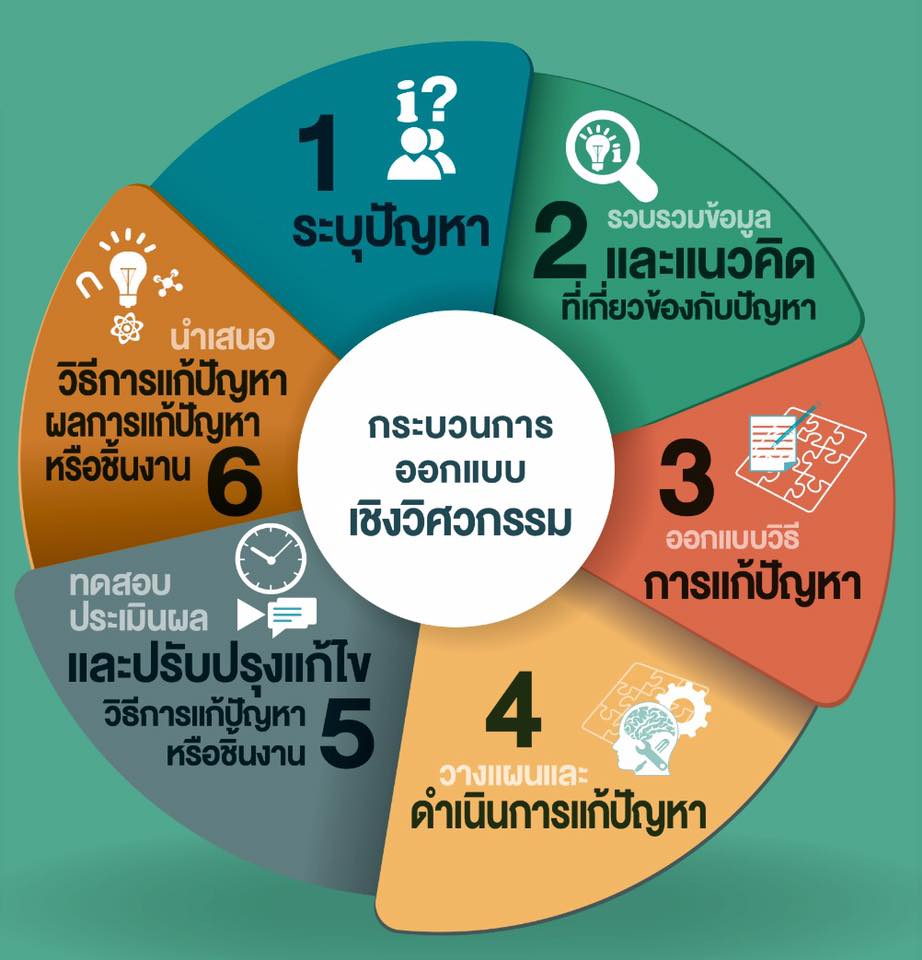 กระบวนการ
ออกแบบ
เชิงวิศวกรรม
i?
1
ระบุปัญหา
i
2
รวบรวมข้อมูล
และแนวคิด
ที่เกี่ยวข้องกับปัญหา
3
ออกแบบวิธี
การแก้ปัญหา
4
วางแผนและ
ดำเนินการแก้ปัญหา
ทดสอบ
ประเมินผล
และปรับปรุงแก้ไข
วิธีการแก้ปัญหา
หรือชิ้นงาน
5
นำเสนอ
วิธีการแก้ปัญหา
ผลการแก้ปัญหา
หรือชิ้นงาน
6